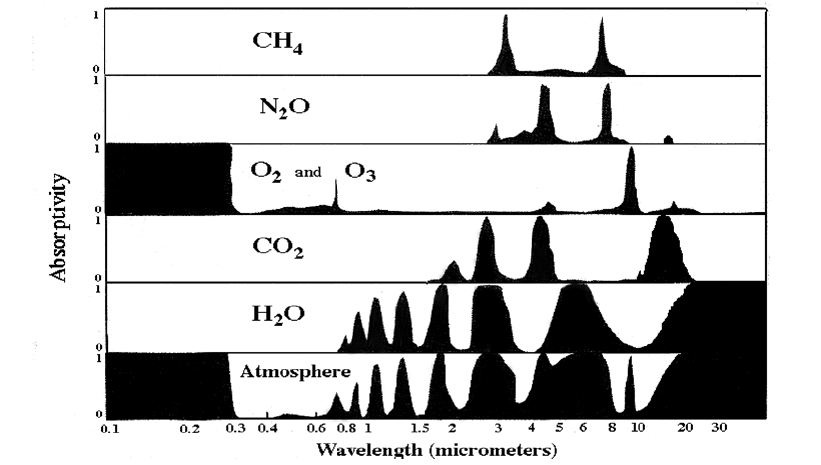 1
CH4
0
1
N2O
0
1
O2 and O3
0
1
CO2
0
1
H2O
0
1
Atmosphere
0
Absorptivity
0.1 0.2 0.3 0.4 0.6 0.8 1 1.5 2 3 4 5 6 8 10 20 30
Wavelength (micrometers)